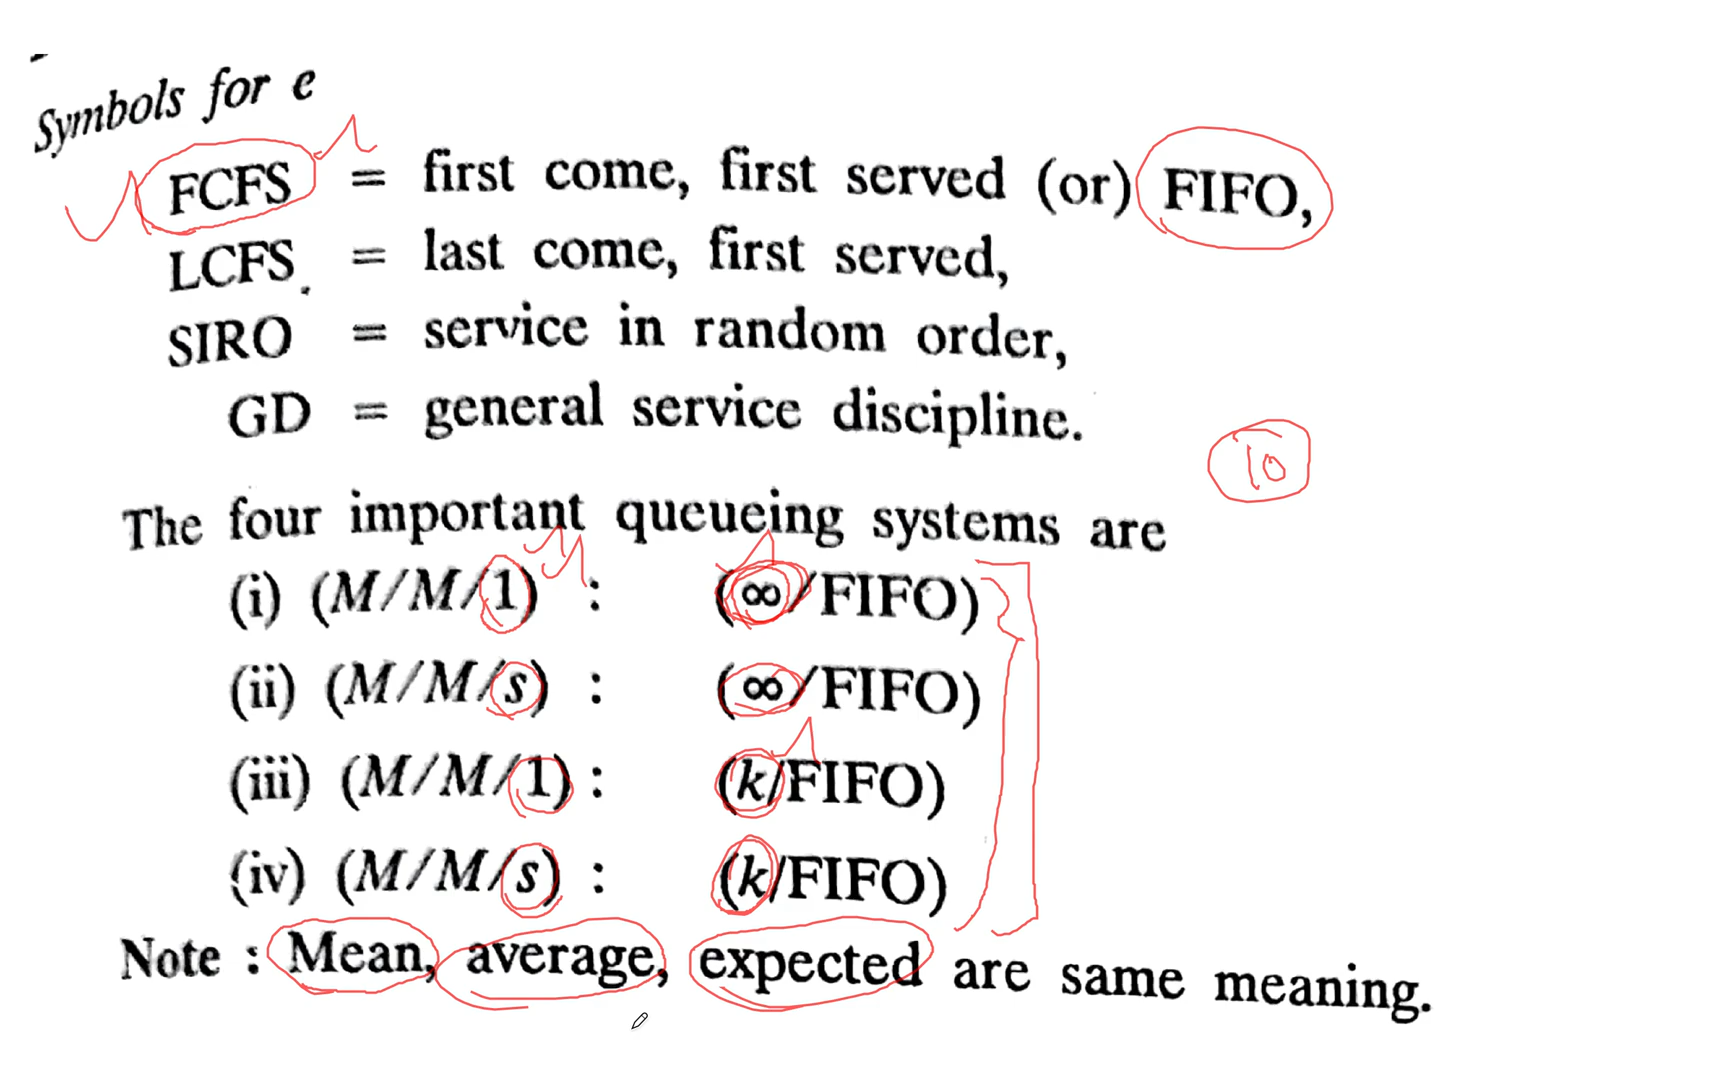 Symbols for e
FCFS = first come, first served (or) FIFO,
LCFS = last come, first served,
SIRO = service in random order,
GD = general service discipline.
10
The four important queueing systems are
(i) (M/M/1) : (∞/FIFO)
(ii) (M/M/s) : (∞/FIFO)
(iii) (M/M/1) : (k/FIFO)
(iv) (M/M/s) : (k/FIFO)
Note : Mean, average, expected are same meaning.